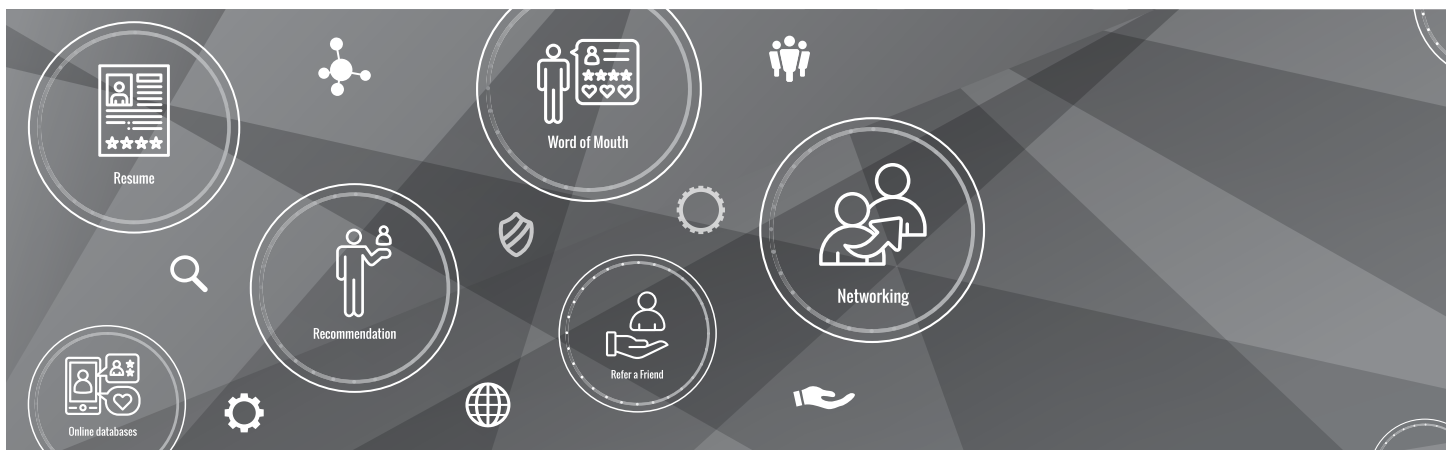 Resume
Word of Mouth
Networking
Recommendation
Refer a Friend
Online databases